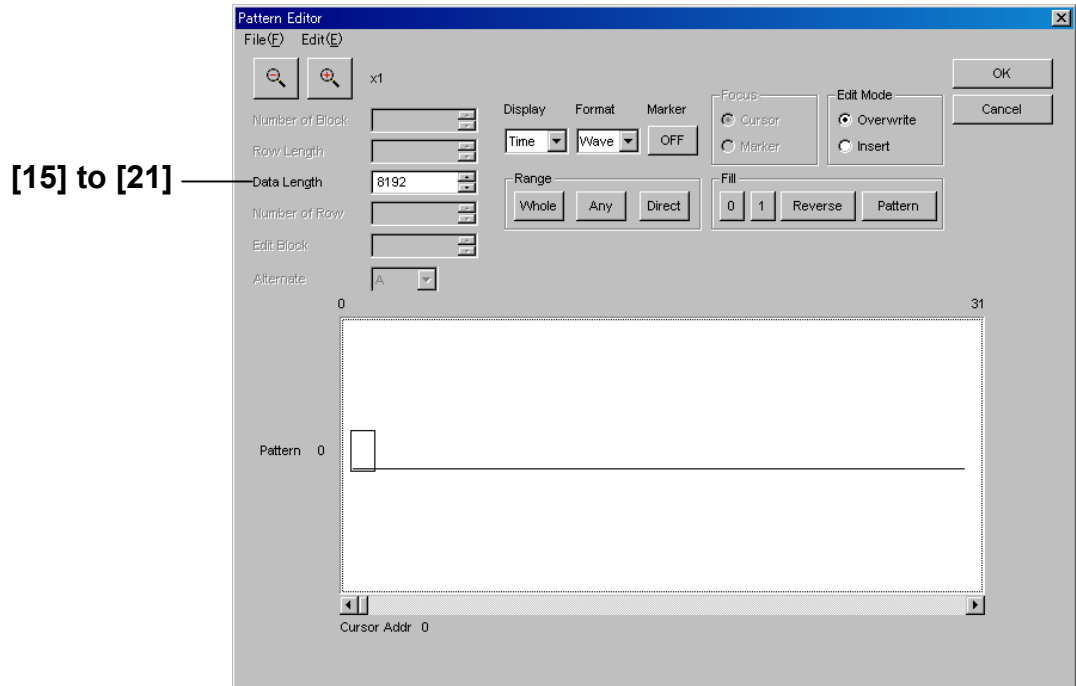 Pattern Editor
File(F) Edit(E)
x1
OK
Cancel
Number of Block
Row Length
[15] to [21]
Data Length 8192
Number of Row
Edit Block
Alternate A
Display Format Marker
Time Wave OFF
Focus
Cursor
Marker
Edit Mode
Overwrite
Insert
Range
Whole Any Direct
Fill
0 1 Reverse Pattern
0 31
Pattern 0
Cursor Addr 0